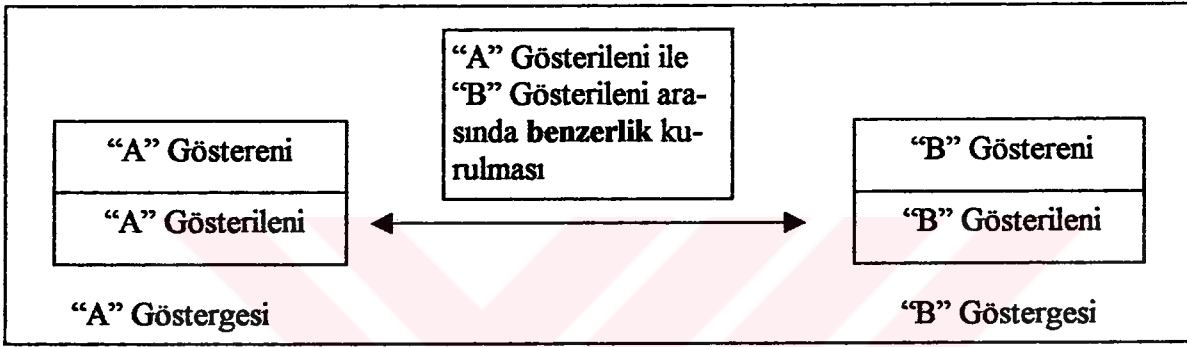 “A” Gösterileni ile
“B” Gösterileni ara-
sında benzerlik ku-
rulması
“A” Göstereni
“A” Gösterileni
“A” Göstergesi
“B” Göstereni
“B” Gösterileni
“B” Göstergesi